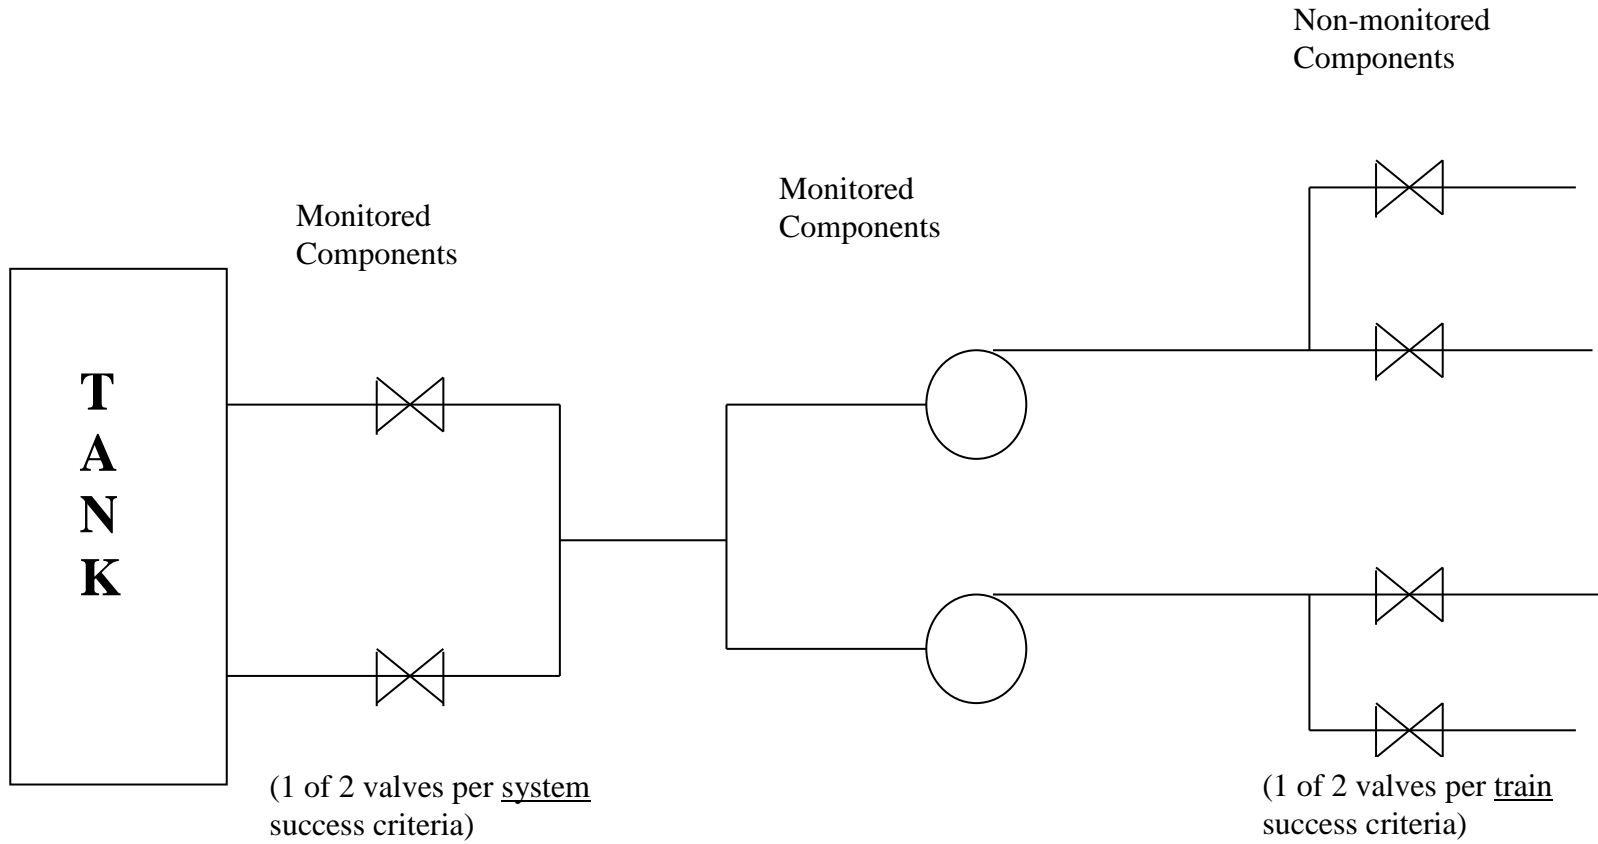 Non-monitored
Components
Monitored
Components
Monitored
Components
T
A
N
K
(1 of 2 valves per system
success criteria)
(1 of 2 valves per train
success criteria)